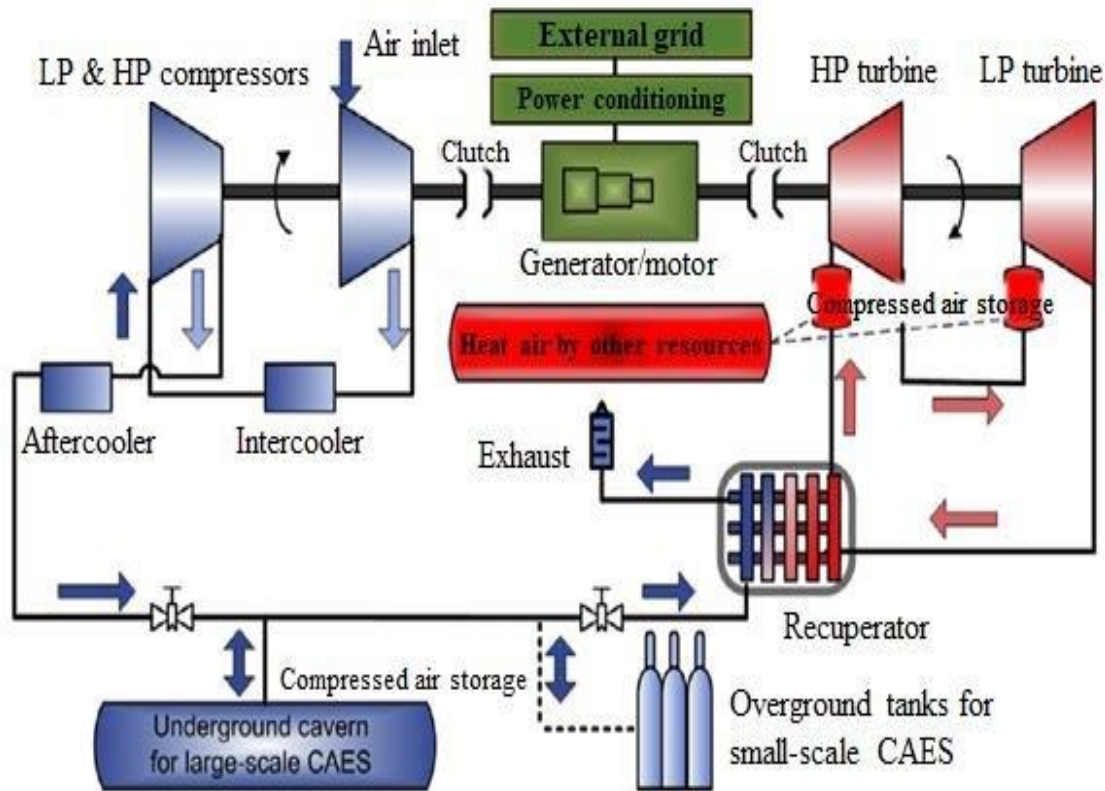 Air inlet
External grid
LP & HP compressors
HP turbine
LP turbine
Power conditioning
Clutch
Clutch
Generator/motor
Compressed air storage
Heat air by other resources
Aftercooler
Intercooler
Exhaust
Recuperator
Compressed air storage
Underground cavern
for large-scale CAES
Overground tanks for
small-scale CAES